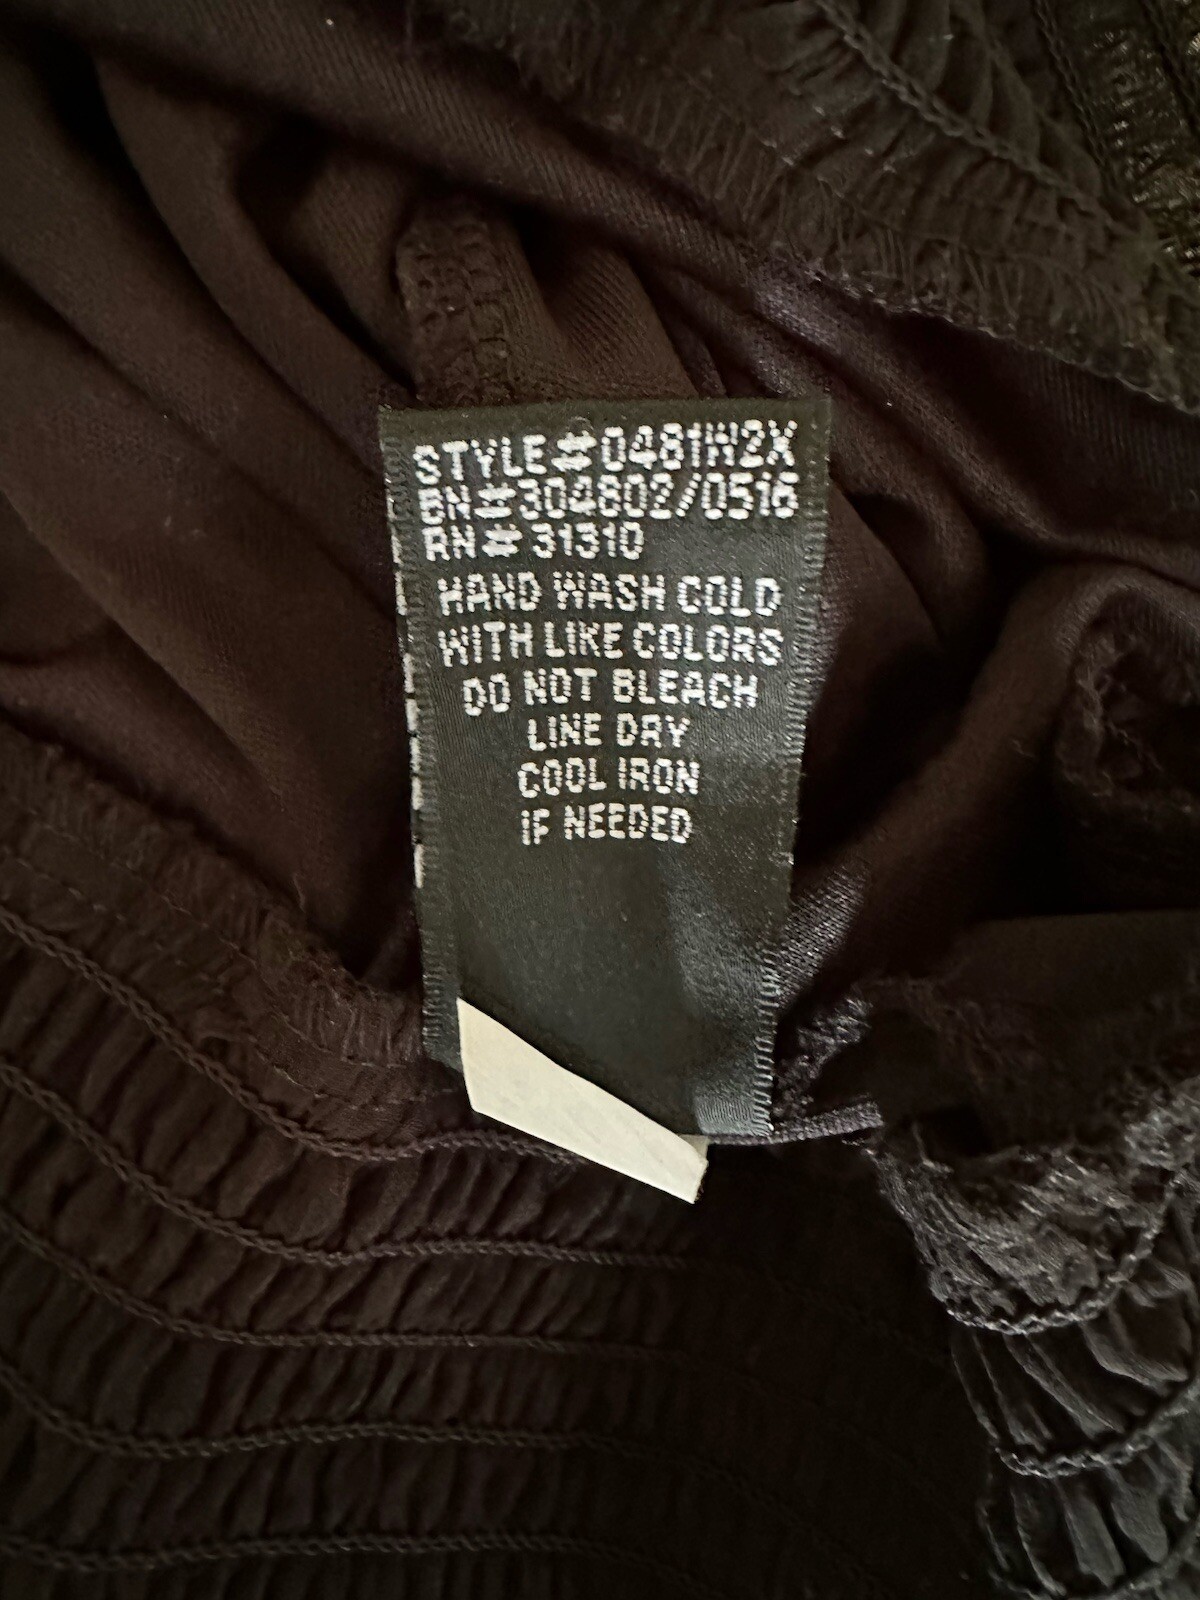 STYLE#0481W2X
BN#304802/0516
RN#31310
HAND WASH COLD
WITH LIKE COLORS
DO NOT BLEACH
LINE DRY
COOL IRON
IF NEEDED